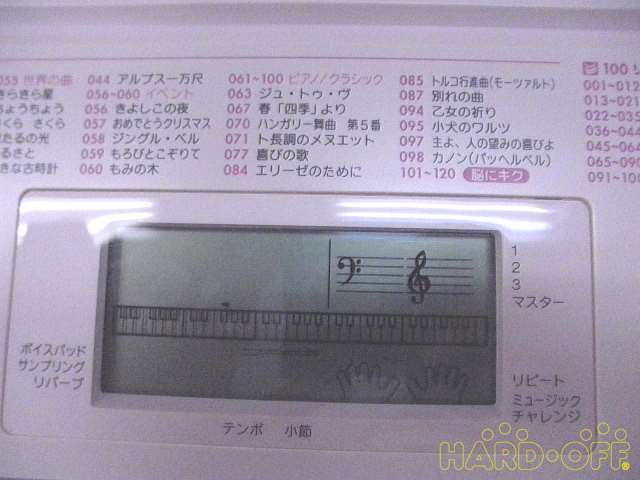 055 世界の曲
きらきら星
ちょうちょう
くら さくら
たるの光
るさと
きな古時計
044 アルプス一万尺
056~060 イベント
056 きよしこの夜
057 おめでとうクリスマス
058 ジングル・ベル
059 もろびとこぞりて
060 もみの木
061~100 ピアノ/クラシック
063 ジュ・トゥ・ヴ
067 春「四季」より
070 ハンガリー舞曲 第5番
071 ト長調のメヌエット
077 喜びの歌
084 エリーゼのために
085 トルコ行進曲(モーツァルト)
087 別れの曲
094 乙女の祈り
095 小犬のワルツ
097 主よ、人の望みの喜びよ
098 カノン(パッヘルベル)
101~120 脳にキク
100 リ
001~012
013~021
022~035
036~044
045~064
065~090
091~100
1
2
3
マスター
ボイスパッド
サンプリング
リバーブ
リピート
ミュージック
チャレンジ
テンポ 小節
HARD-OFF